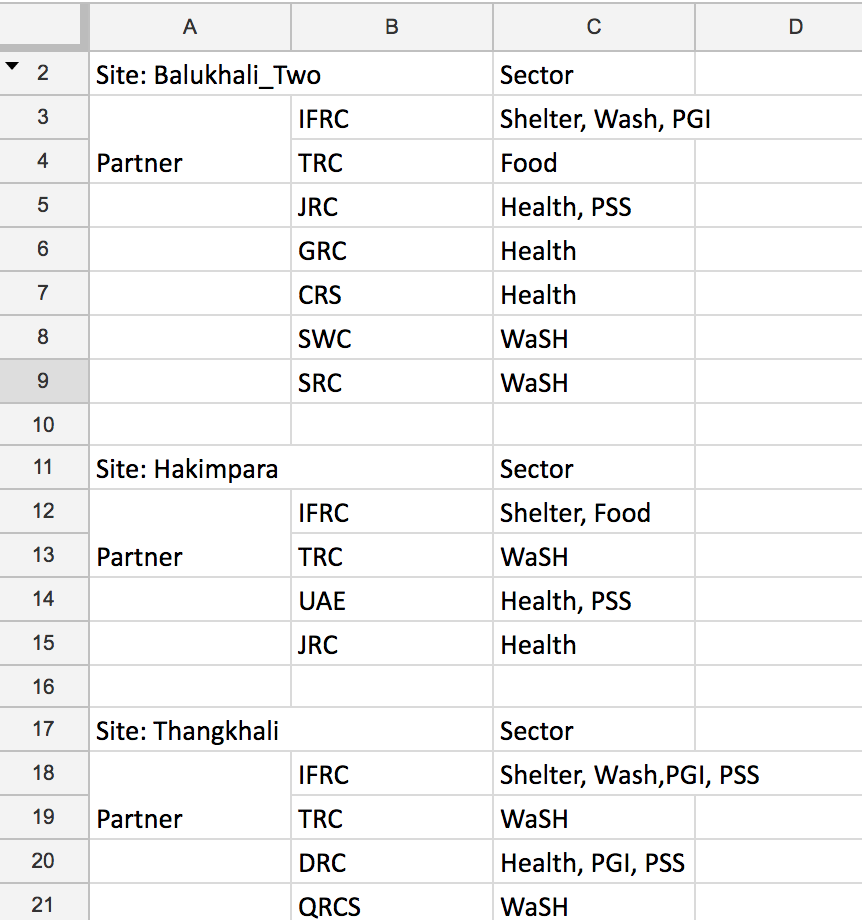 A B C D
2 Site: Balukhali_Two Sector
3 IFRC Shelter, Wash, PGI
4 Partner TRC Food
5 JRC Health, PSS
6 GRC Health
7 CRS Health
8 SWC WaSH
9 SRC WaSH
10
11 Site: Hakimpara Sector
12 IFRC Shelter, Food
13 Partner TRC WaSH
14 UAE Health, PSS
15 JRC Health
16
17 Site: Thangkhali Sector
18 IFRC Shelter, Wash,PGI, PSS
19 Partner TRC WaSH
20 DRC Health, PGI, PSS
21 QRCS WaSH